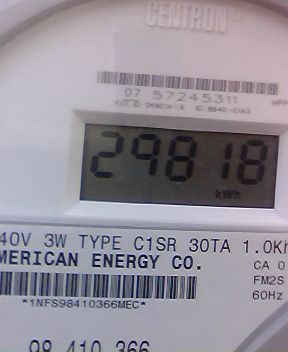 CENTRON®
07 57245311
29818
kWh
40V 3W TYPE C1SR 30TA 1.0Kh
MERICAN ENERGY CO.
CA 0
FM2S
60Hz
*1NFS98410366MEC*
98 410 366